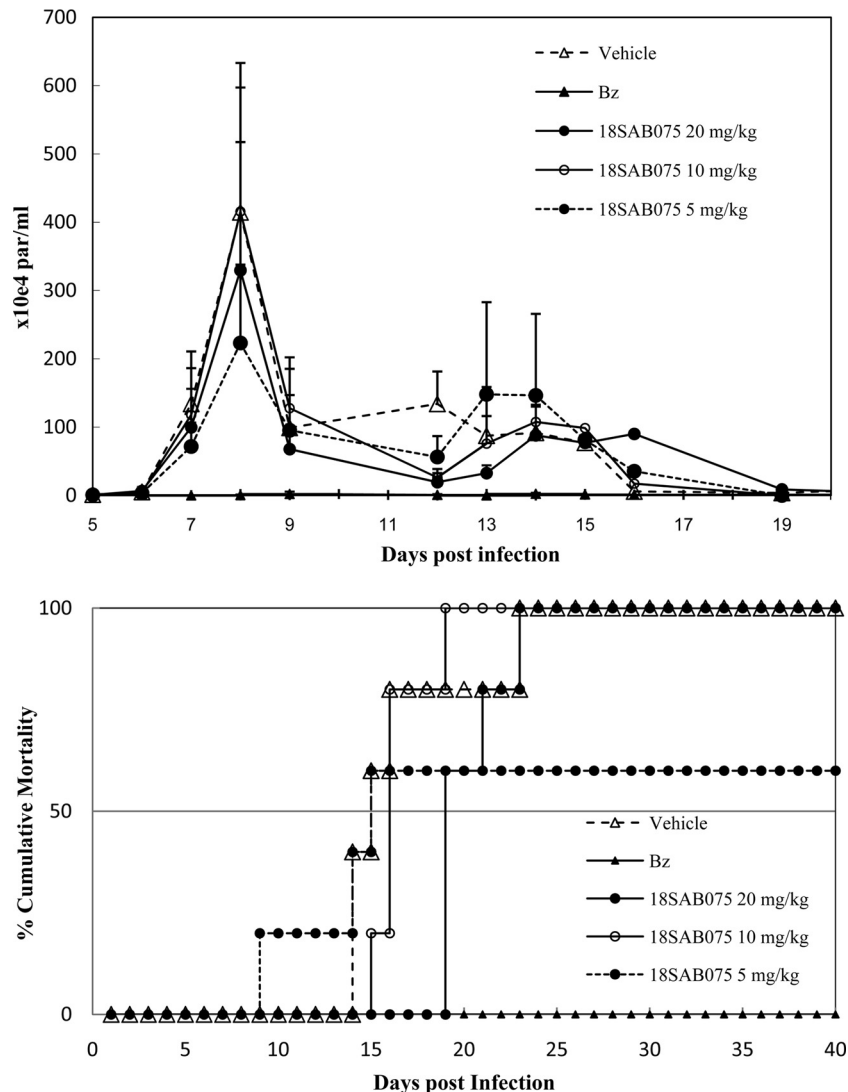 700
600
500
400
300
200
100
0
x10e4 par/ml
Vehicle
Bz
18SAB075 20 mg/kg
18SAB075 10 mg/kg
18SAB075 5 mg/kg
5 7 9 11 13 15 17 19
Days post infection
100
50
0
% Cumulative Mortality
Vehicle
Bz
18SAB075 20 mg/kg
18SAB075 10 mg/kg
18SAB075 5 mg/kg
0 5 10 15 20 25 30 35 40
Days post Infection